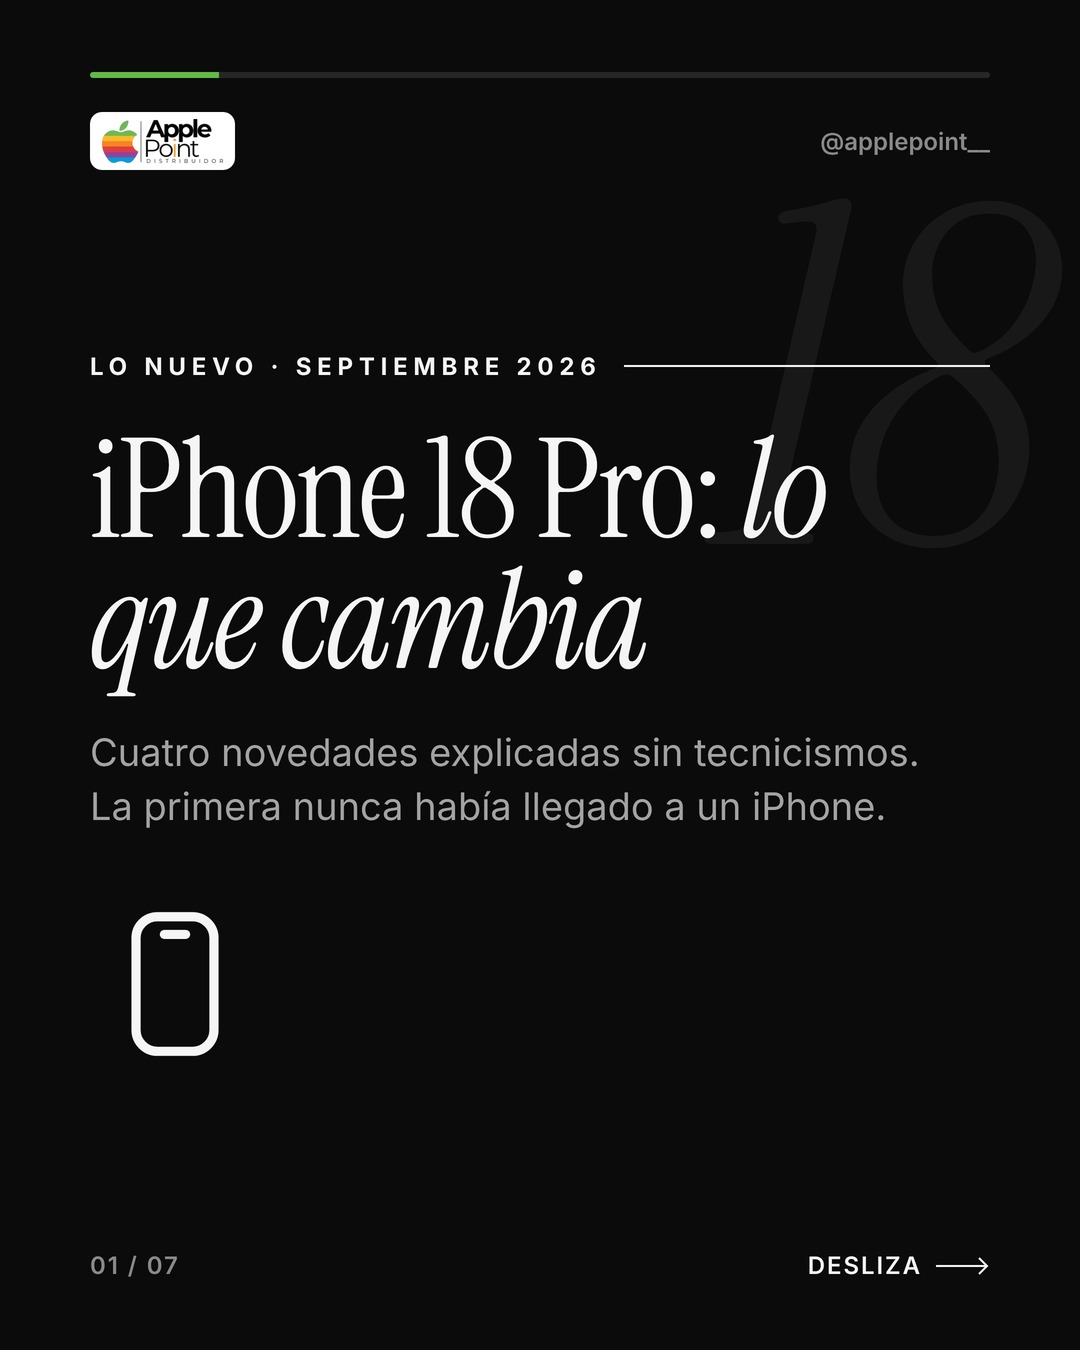 Apple
Point
DISTRIBUIDOR
@applepoint__
18
LO NUEVO · SEPTIEMBRE 2026
iPhone 18 Pro: lo
que cambia
Cuatro novedades explicadas sin tecnicismos.
La primera nunca había llegado a un iPhone.
01 / 07
DESLIZA